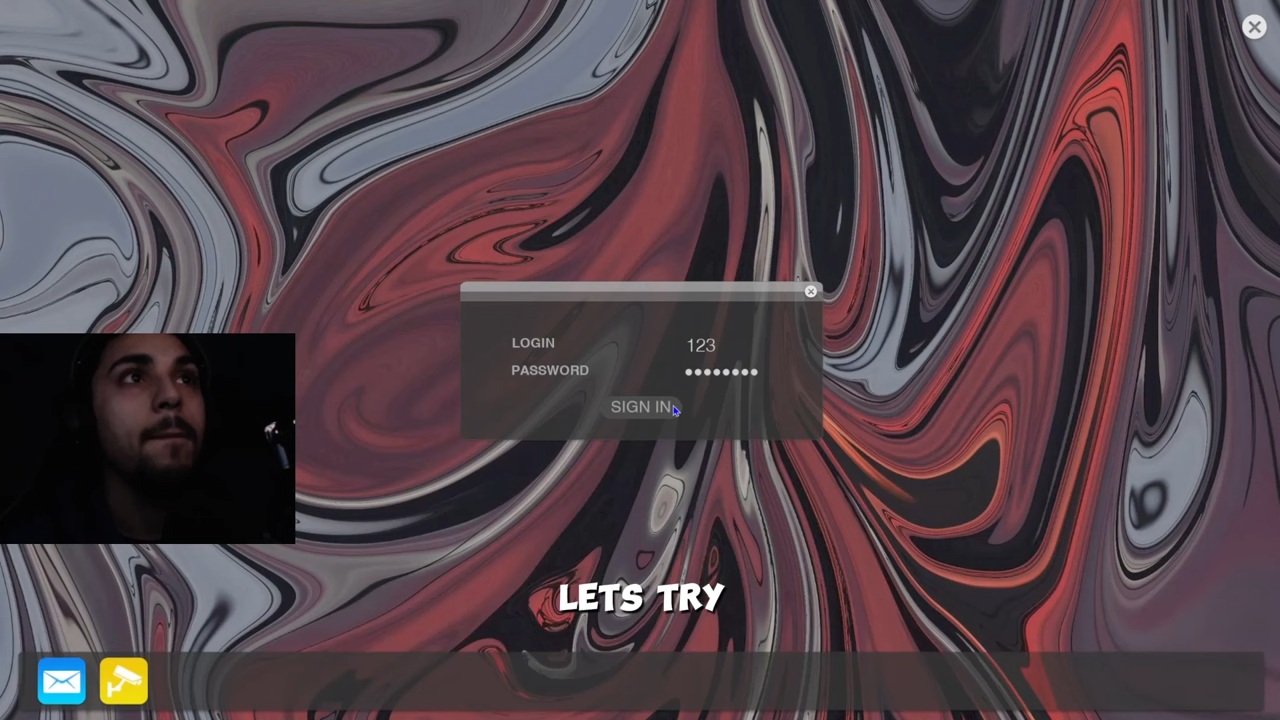 LOGIN 123
PASSWORD ••••••••
SIGN IN
LETS TRY